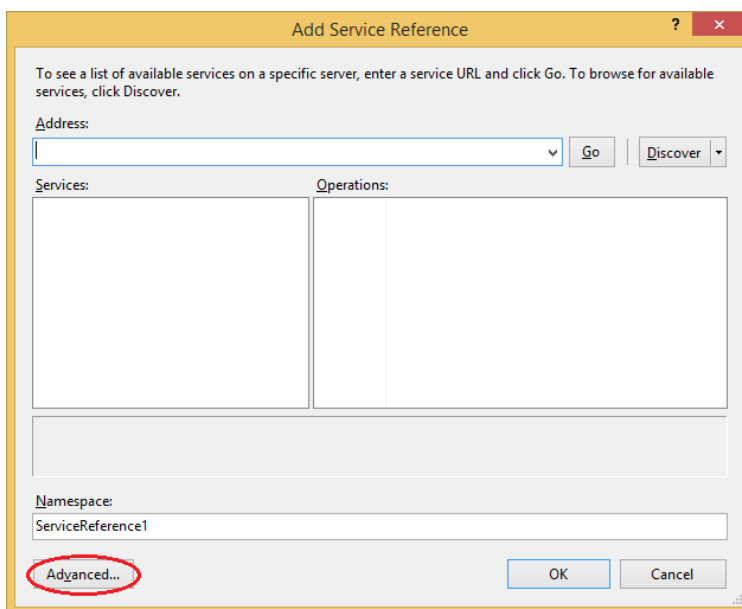 Add Service Reference
?
To see a list of available services on a specific server, enter a service URL and click Go. To browse for available
services, click Discover.
Address:
Go
Discover
Services:
Operations:
Namespace:
ServiceReference1
Advanced...
OK
Cancel